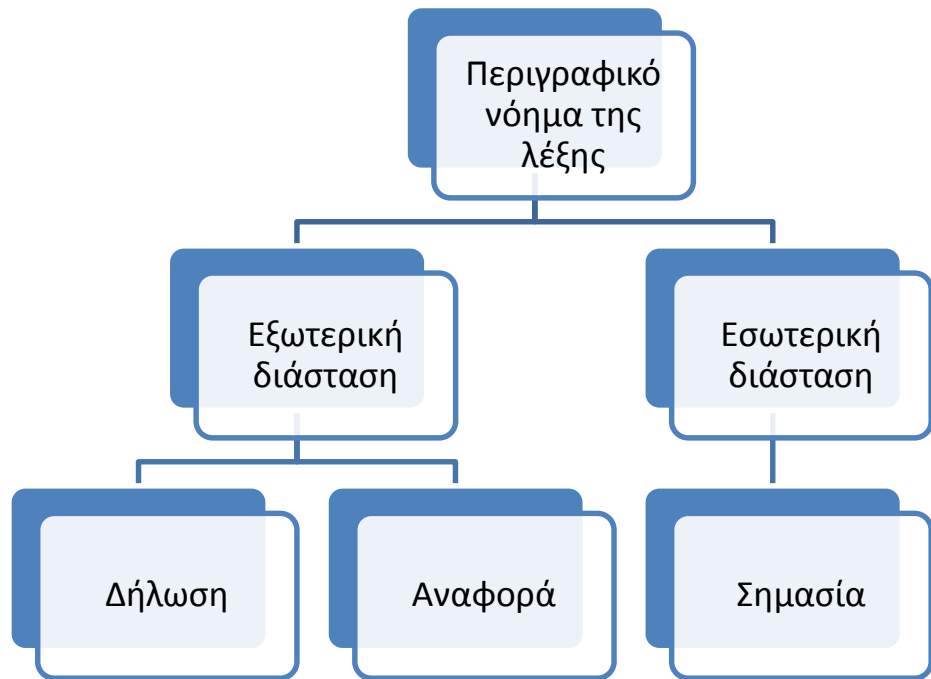 Περιγραφικό
νόημα της
λέξης
Εξωτερική
διάσταση
Εσωτερική
διάσταση
Δήλωση
Αναφορά
Σημασία